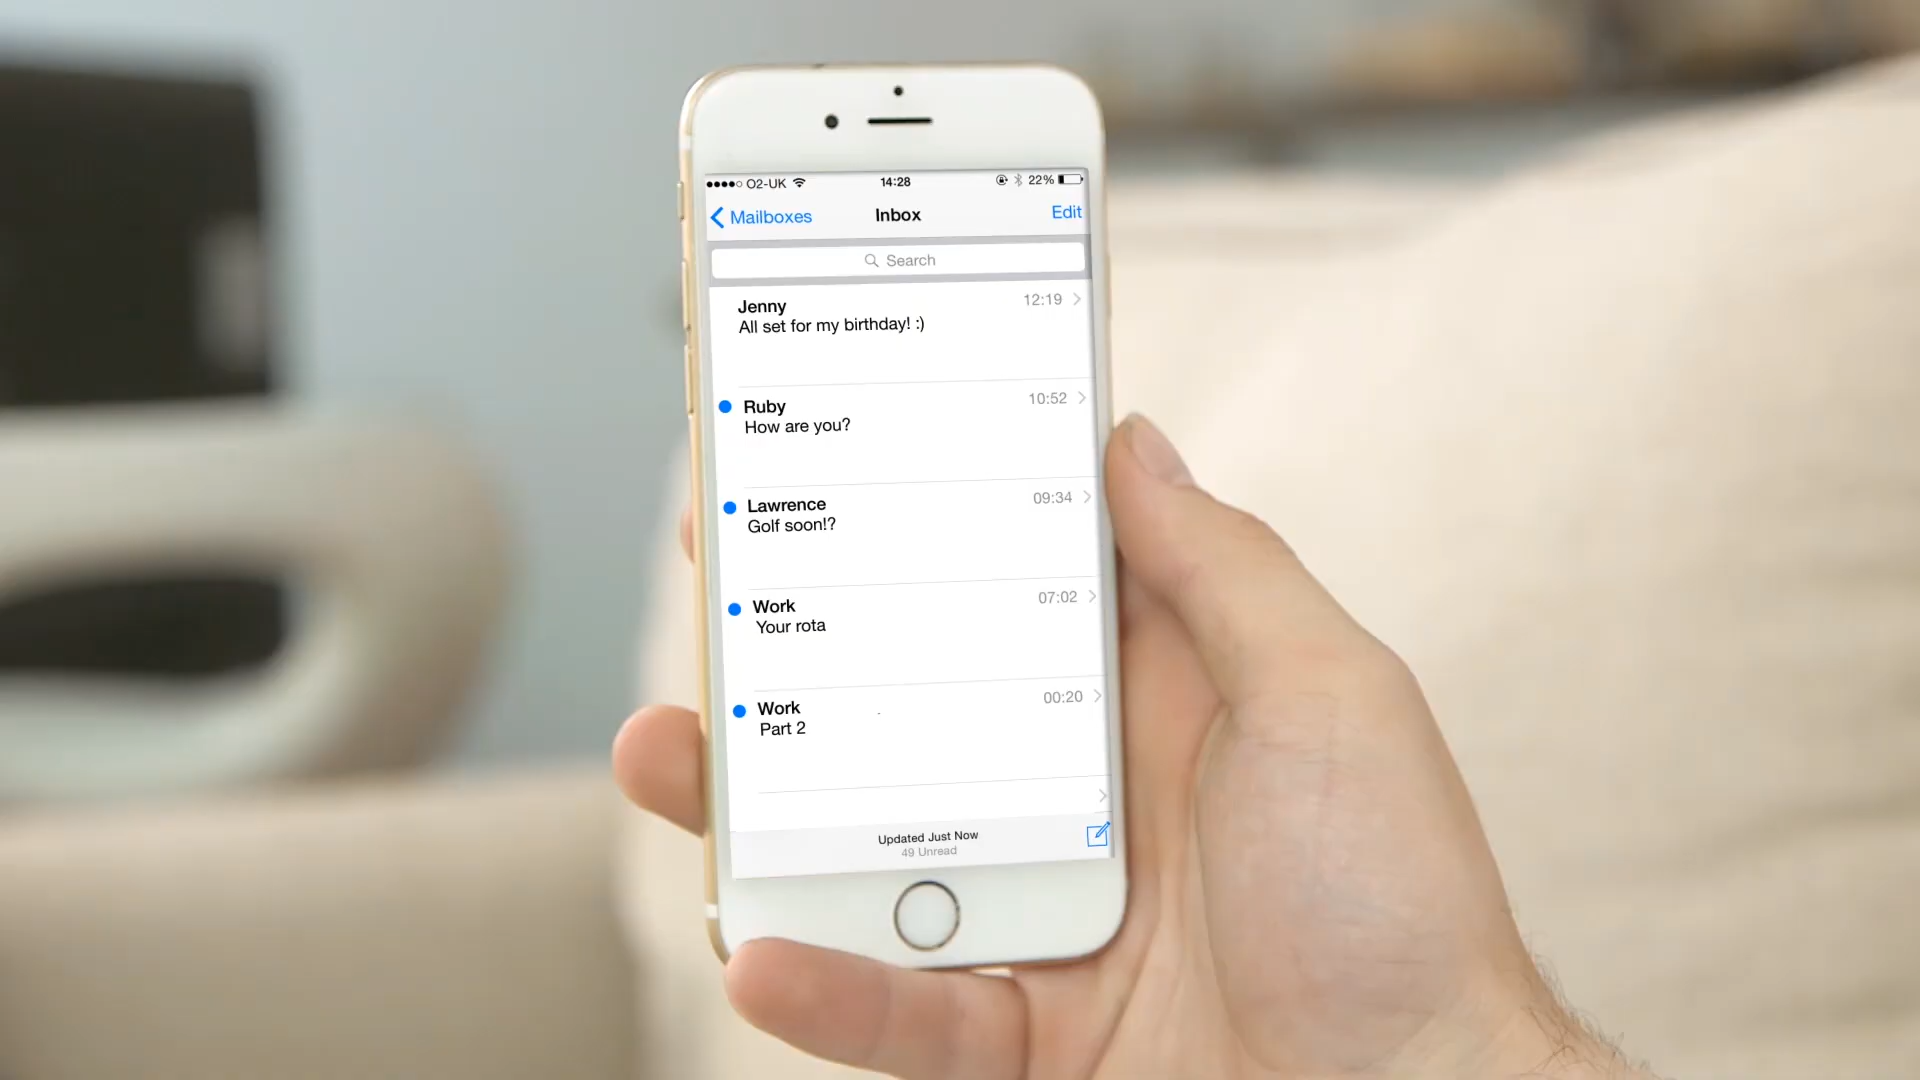 O2-UK 14:28 22%
Mailboxes Inbox Edit
Search
Jenny 12:19
All set for my birthday! :)
Ruby 10:52
How are you?
Lawrence 09:34
Golf soon!?
Work 07:02
Your rota
Work 00:20
Part 2
Updated Just Now
49 Unread